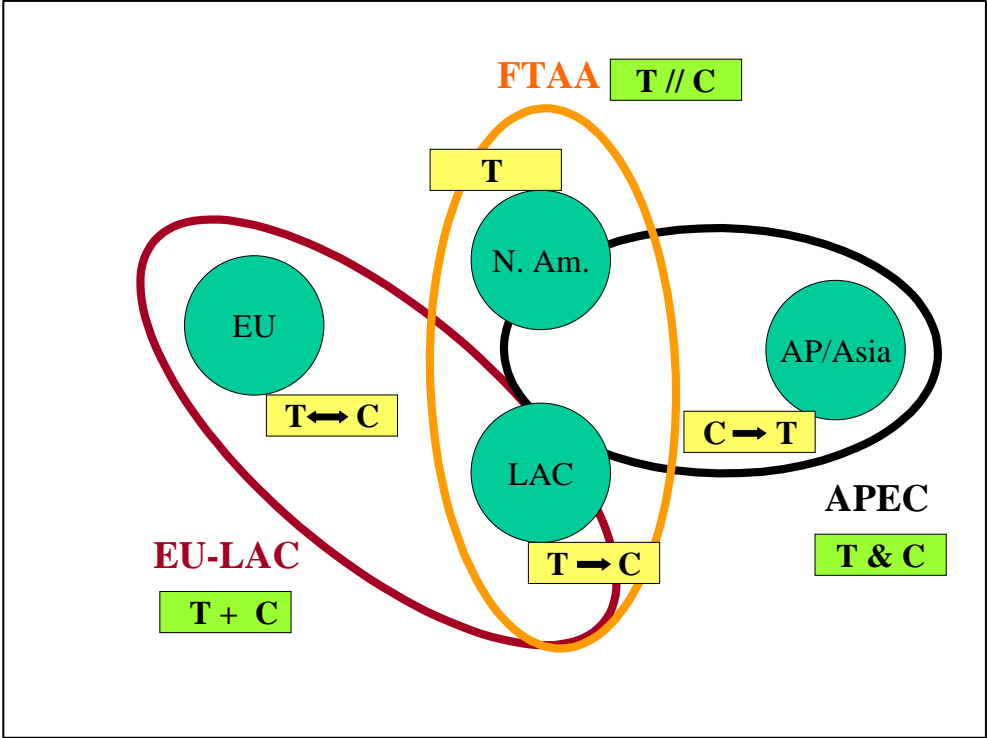 FTAA T // C
T
N. Am.
EU
AP/Asia
T↔C
C→T
LAC
APEC
EU-LAC
T→C
T & C
T + C